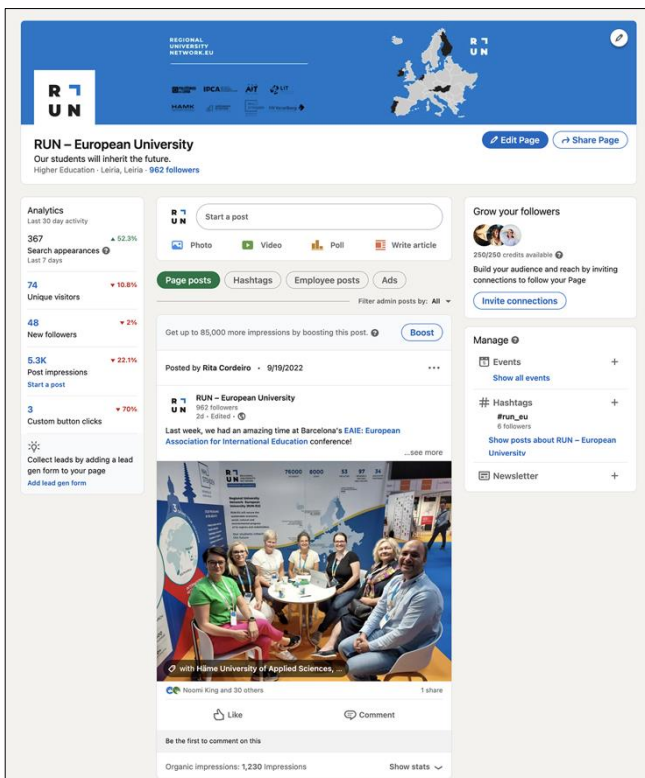 REGIONAL
UNIVERSITY
NETWORK.EU
IPCA
AIT
LIT
HAMK
R
UN
R
UN
RUN – European University
Our students will inherit the future.
Higher Education · Leiria, Leiria · 962 followers
Edit Page
Share Page
Analytics
Last 30 day activity
367 ▲ 52.3%
Search appearances
Last 7 days
74 ▼ 10.8%
Unique visitors
48 ▼ 2%
New followers
5.3K ▼ 22.1%
Post impressions
Start a post
3 ▼ 70%
Custom button clicks
Collect leads by adding a lead
gen form to your page
Add lead gen form
R
UN
Start a post
Photo Video Poll Write article
Page posts Hashtags Employee posts Ads
Filter admin posts by: All
Get up to 85,000 more impressions by boosting this post. Boost
Posted by Rita Cordeiro • 9/19/2022
R
UN
RUN – European University
962 followers
2d • Edited •
Last week, we had an amazing time at Barcelona's EAIE: European
Association for International Education conference!
...see more
76000 8000 53 97 34
with Häme University of Applied Sciences, ...
Noomi King and 30 others 1 share
Like Comment
Be the first to comment on this
Organic impressions: 1,230 Impressions Show stats
Grow your followers
250/250 credits available
Build your audience and reach by inviting
connections to follow your Page
Invite connections
Manage
Events +
Show all events
Hashtags +
#run_eu
6 followers
Show posts about RUN – European
University
Newsletter +